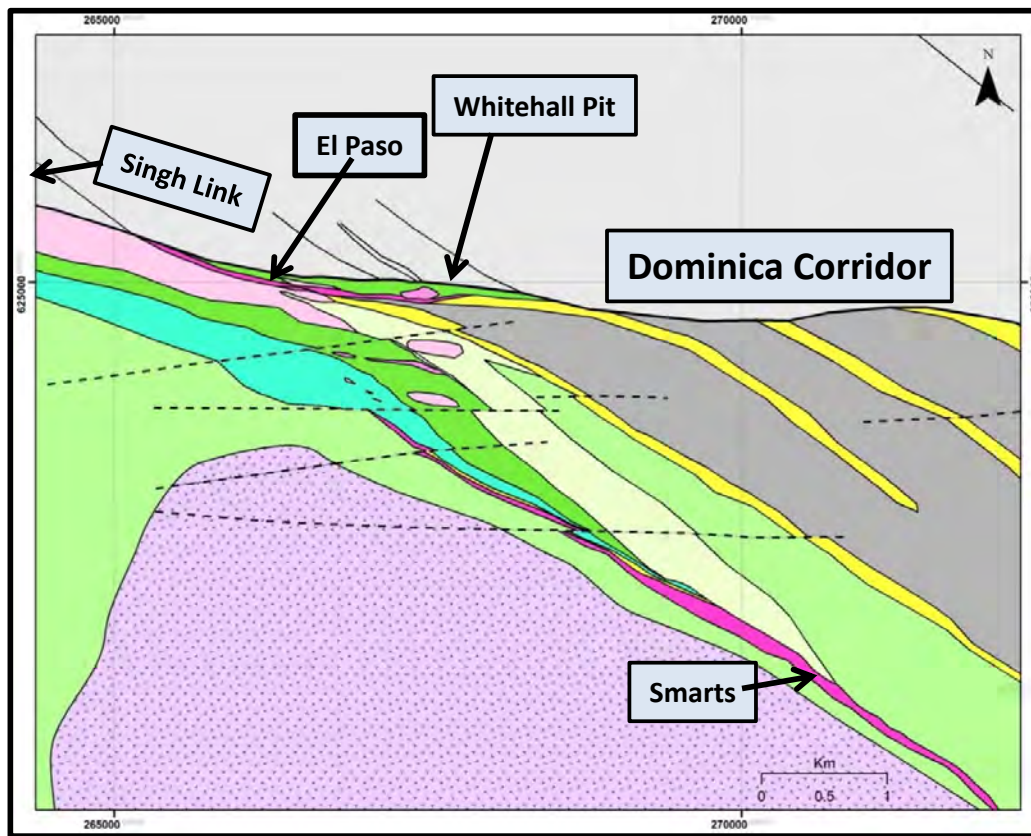 265000
270000
N
Whitehall Pit
El Paso
Singh Link
Dominica Corridor
625000
Smarts
Km
0 0.5 1
265000
270000